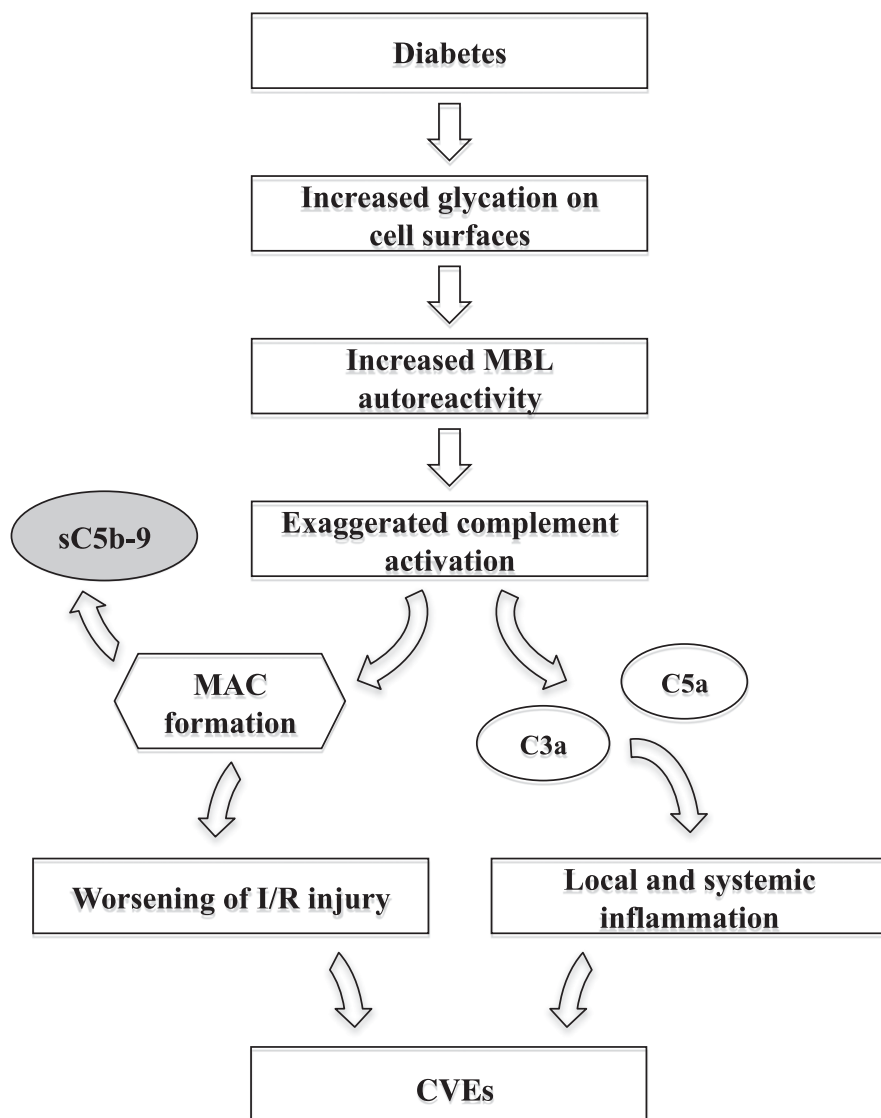 Diabetes
Increased glycation on
cell surfaces
Increased MBL
autoreactivity
Exaggerated complement
activation
sC5b-9
MAC
formation
C5a
C3a
Worsening of I/R injury
Local and systemic
inflammation
CVEs